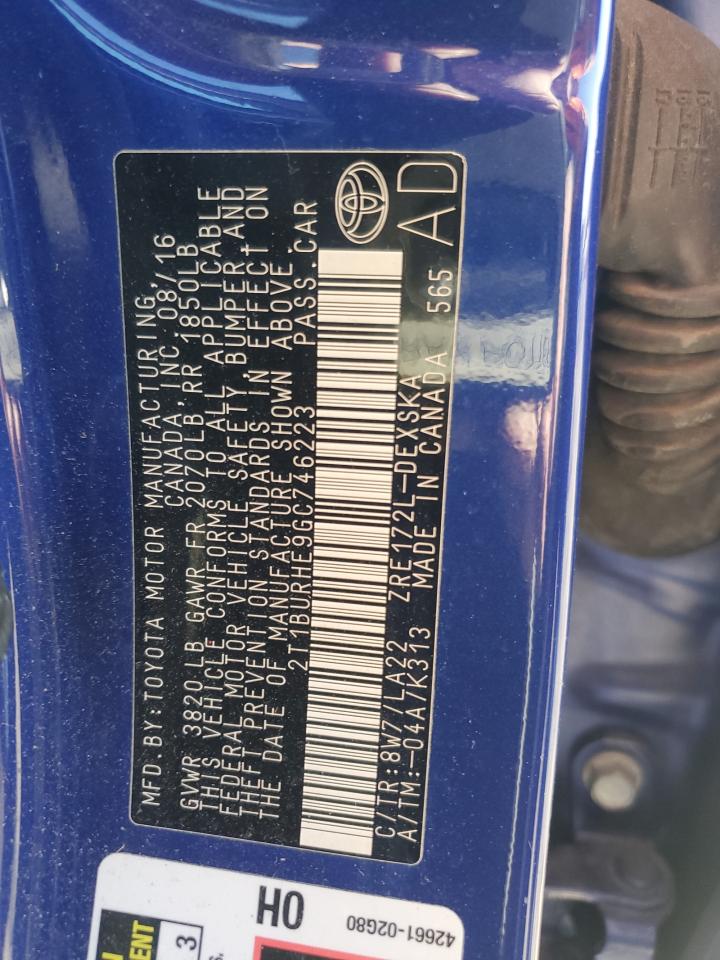 MFD. BY: TOYOTA MOTOR MANUFACTURING,
CANADA, INC. 08/16
GVWR 3820 LB GAWR FR 2070LB, RR 1850LB
THIS VEHICLE CONFORMS TO ALL APPLICABLE
FEDERAL MOTOR VEHICLE SAFETY, BUMPER AND
THEFT PREVENTION STANDARDS IN EFFECT ON
THE DATE OF MANUFACTURE SHOWN ABOVE.
2T1BURHE9GC746223 PASS.CAR
C/TR:8W7/LA22 ZRE172L-DEXSKA 565 AD
A/TM:-04A/K313 MADE IN CANADA
OH
42661-02G80
3